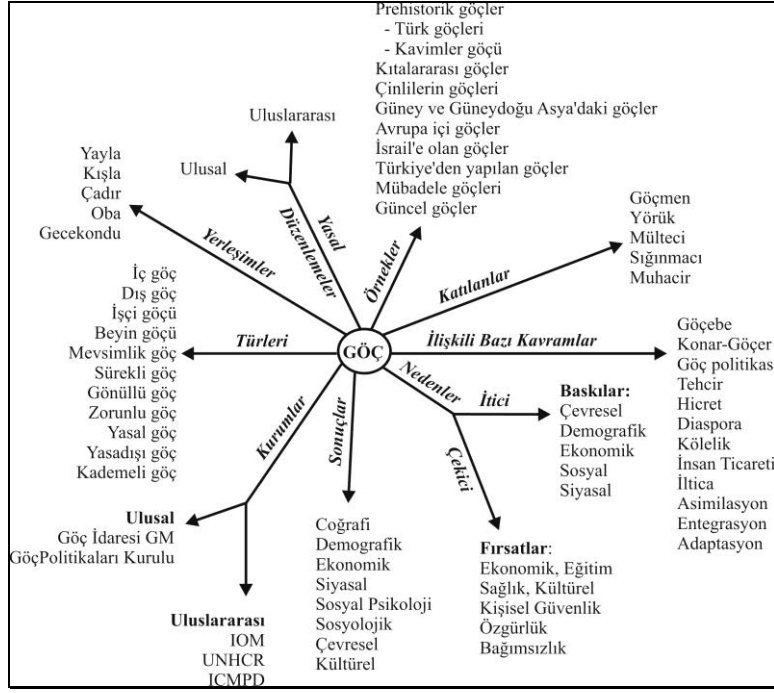 Prehistorik göçler
- Türk göçleri
- Kavimler göçü
Kıtalararası göçler
Çinlilerin göçleri
Güney ve Güneydoğu Asya'daki göçler
Avrupa içi göçler
İsrail'e olan göçler
Türkiye'den yapılan göçler
Mübadele göçleri
Güncel göçler
Uluslararası
Ulusal
Yasal
Düzenlemeler
Yayla
Kışla
Çadır
Oba
Gecekondu
Yerleşimler
Örnekler
Katılanlar
Göçmen
Yörük
Mülteci
Sığınmacı
Muhacir
İç göç
Dış göç
İşçi göçü
Beyin göçü
Mevsimlik göç
Sürekli göç
Gönüllü göç
Zorunlu göç
Yasal göç
Yasadışı göç
Kademeli göç
Türleri
GÖÇ
İlişkili Bazı Kavramlar
Göçebe
Konar-Göçer
Göç politikas
Tehcir
Hicret
Diaspora
Kölelik
İnsan Ticareti
İltica
Asimilasyon
Entegrasyon
Adaptasyon
Nedenler
İtici
Baskılar:
Çevresel
Demografik
Ekonomik
Sosyal
Siyasal
Çekici
Fırsatlar:
Ekonomik, Eğitim
Sağlık, Kültürel
Kişisel Güvenlik
Özgürlük
Bağımsızlık
Sonuçlar
Coğrafi
Demografik
Ekonomik
Siyasal
Sosyal Psikoloji
Sosyolojik
Çevresel
Kültürel
Kurumlar
Ulusal
Göç İdaresi GM
GöçPolitikaları Kurulu
Uluslararası
IOM
UNHCR
ICMPD